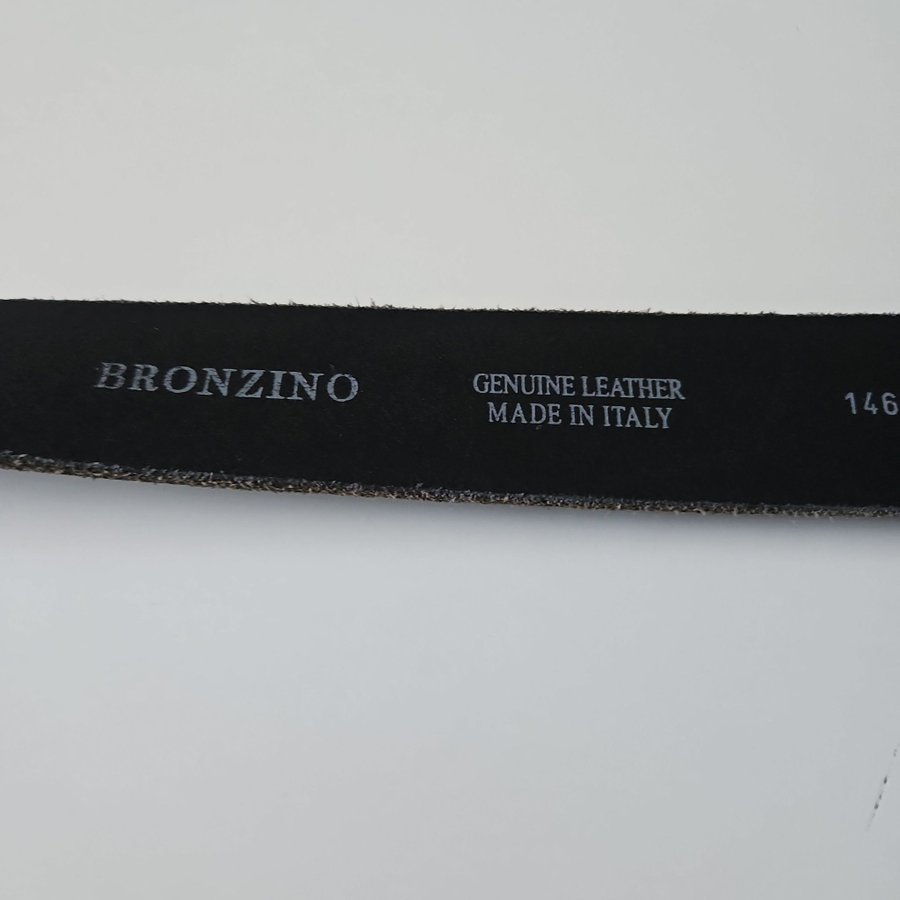 BRONZINO
GENUINE LEATHER
MADE IN ITALY
146